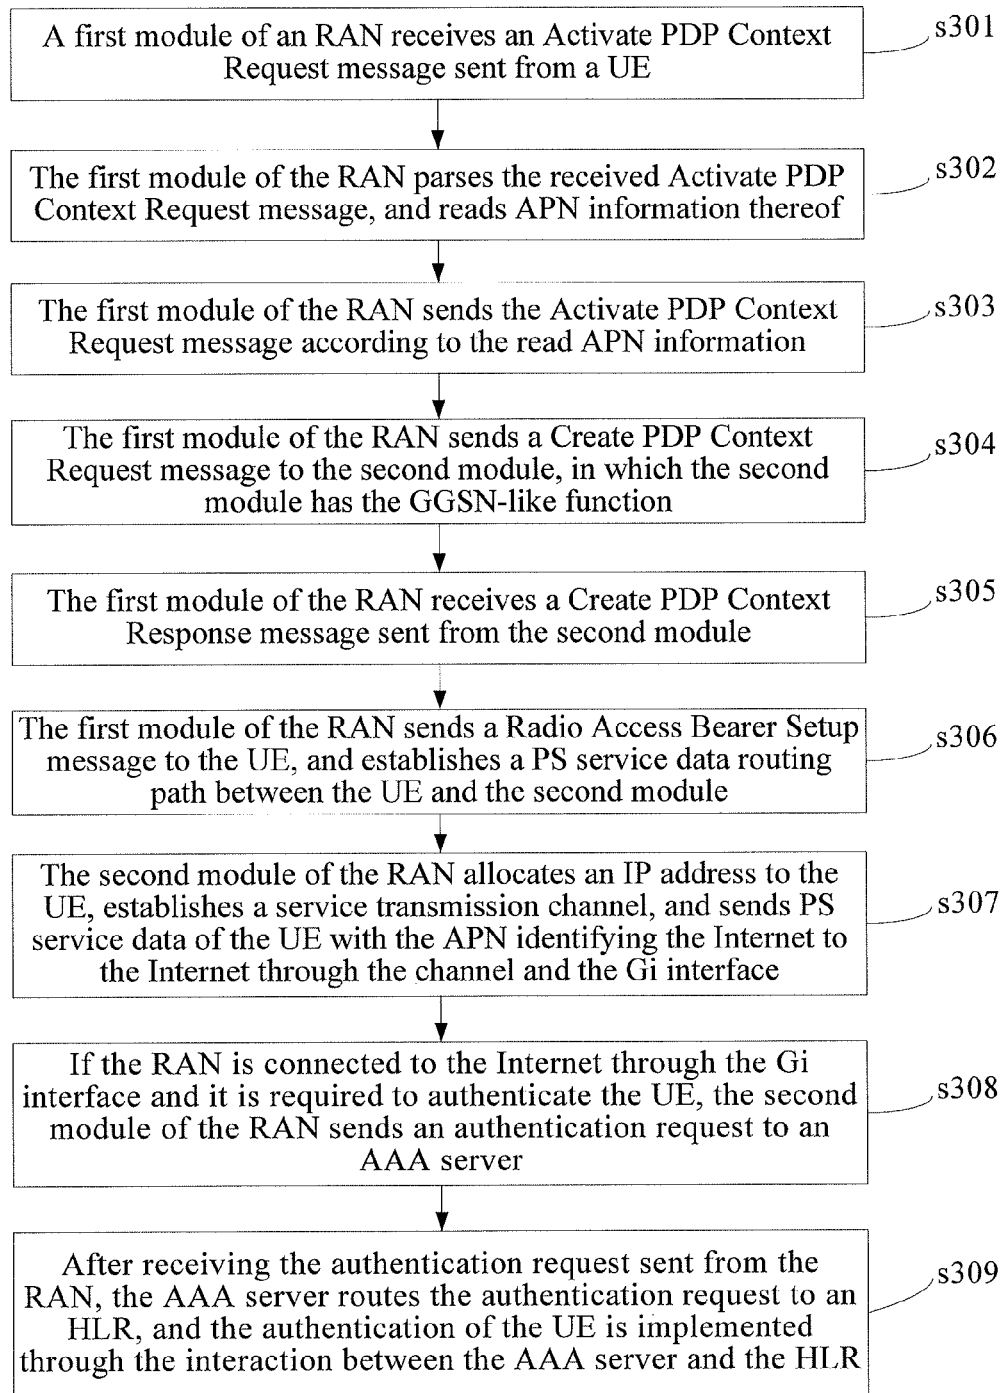 A first module of an RAN receives an Activate PDP Context
Request message sent from a UE
s301
The first module of the RAN parses the received Activate PDP
Context Request message, and reads APN information thereof
s302
The first module of the RAN sends the Activate PDP Context
Request message according to the read APN information
s303
The first module of the RAN sends a Create PDP Context
Request message to the second module, in which the second
module has the GGSN-like function
s304
The first module of the RAN receives a Create PDP Context
Response message sent from the second module
s305
The first module of the RAN sends a Radio Access Bearer Setup
message to the UE, and establishes a PS service data routing
path between the UE and the second module
s306
The second module of the RAN allocates an IP address to the
UE, establishes a service transmission channel, and sends PS
service data of the UE with the APN identifying the Internet to
the Internet through the channel and the Gi interface
s307
If the RAN is connected to the Internet through the Gi
interface and it is required to authenticate the UE, the second
module of the RAN sends an authentication request to an
AAA server
s308
After receiving the authentication request sent from the
RAN, the AAA server routes the authentication request to an
HLR, and the authentication of the UE is implemented
through the interaction between the AAA server and the HLR
s309